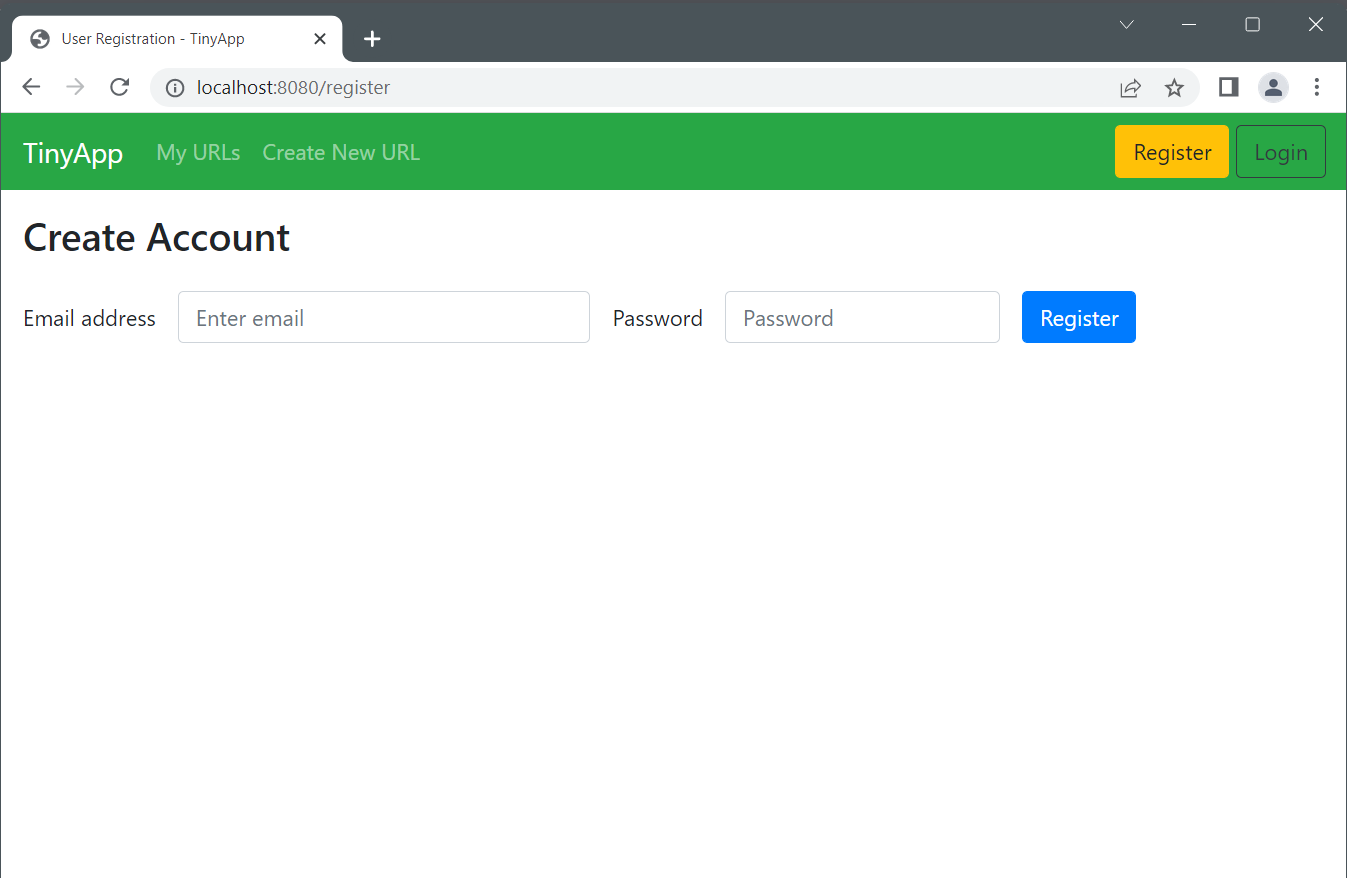 User Registration - TinyApp
localhost:8080/register
TinyApp My URLs Create New URL Register Login
Create Account
Email address Enter email Password Password Register